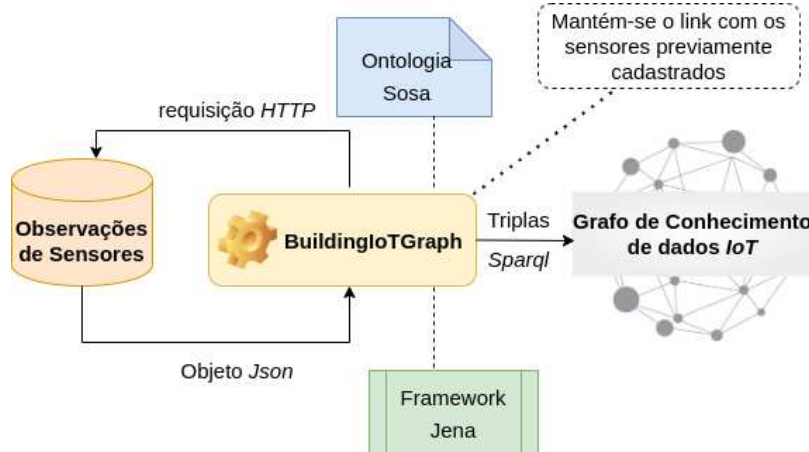 Mantém-se o link com os
sensores previamente
cadastrados
Ontologia
Sosa
requisição HTTP
Observações
de Sensores
BuildingIoTGraph
Triplas
Sparql
Grafo de Conhecimento
de dados IoT
Objeto Json
Framework
Jena